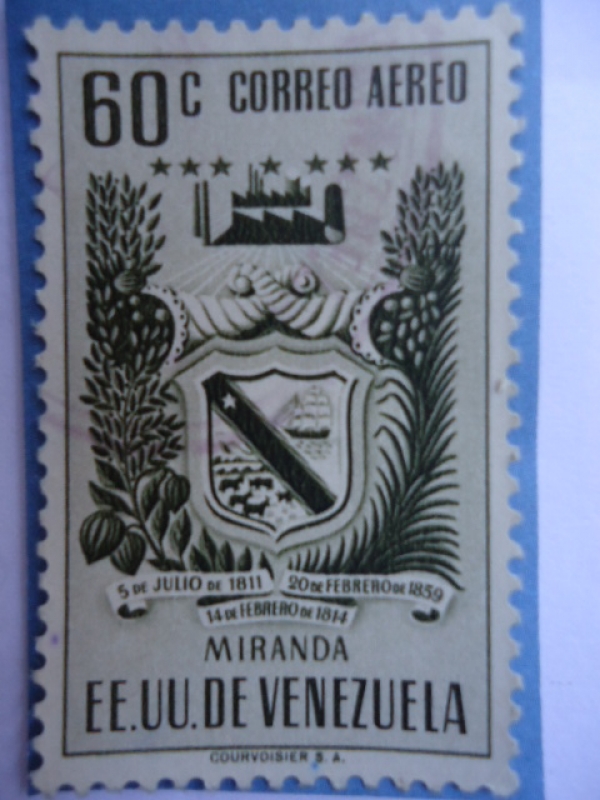 60 C CORREO AEREO
5 DE JULIO DE 1811 20 DE FEBRERO DE 1859
14 DE FEBRERO DE 1814
MIRANDA
EE.UU. DE VENEZUELA
COURVOISIER S. A.